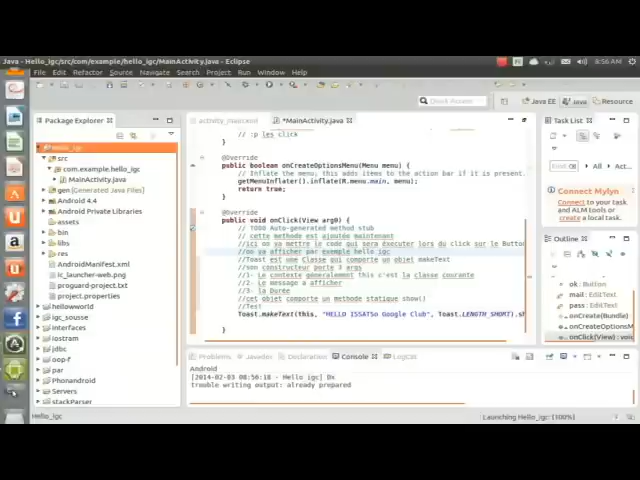 Java - Hello_igc/src/com/example/hello_igc/MainActivity.java - Eclipse
8:56 AM
File Edit Refactor Source Navigate Search Project Run Window Help
Quick Access
Java EE
Java
Resource
Package Explorer
Hello_igc
src
com.example.hello_igc
MainActivity.java
gen [Generated Java Files]
Android 4.4
Android Private Libraries
assets
bin
libs
res
AndroidManifest.xml
ic_launcher-web.png
proguard-project.txt
project.properties
hellowworld
igc_sousse
interfaces
iostram
jdbc
oop-f
par
Phonandroid
Servers
stackParser
activity_main.xml
*MainActivity.java
// :p les click
}
@Override
public boolean onCreateOptionsMenu(Menu menu) {
// Inflate the menu; this adds items to the action bar if it is present.
getMenuInflater().inflate(R.menu.main, menu);
return true;
}
@Override
public void onClick(View arg0) {
// TODO Auto-generated method stub
// cette methode est ajoutée maintenant
//ici on va mettre le code qui sera éxecuter lors du click sur le Button
//on va afficher par exemple hello igc
//Toast est une Classe qui comporte un objet makeText
//son constructeur porte 3 args
//1- Le contexte géneralement this c'est la classe courante
//2- Le message a afficher
//3- la Durée
//cet objet comporte un methode statique show()
//Test
Toast.makeText(this, "HELLO ISSATSo Google Club", Toast.LENGTH_SHORT).sh
}
Task List
Find
All
Activ
Connect Mylyn
Connect to your task
and ALM tools or
create a local task.
Outline
ok : Button
mail : EditText
pass : EditText
onCreate(Bundle)
onCreateOptionsM
onClick(View) : voi
Problems
Javadoc
Declaration
Console
LogCat
Android
[2014-02-03 08:56:18 - Hello igc] Dx
trouble writing output: already prepared
Hello_igc
Launching Hello_igc: (100%)